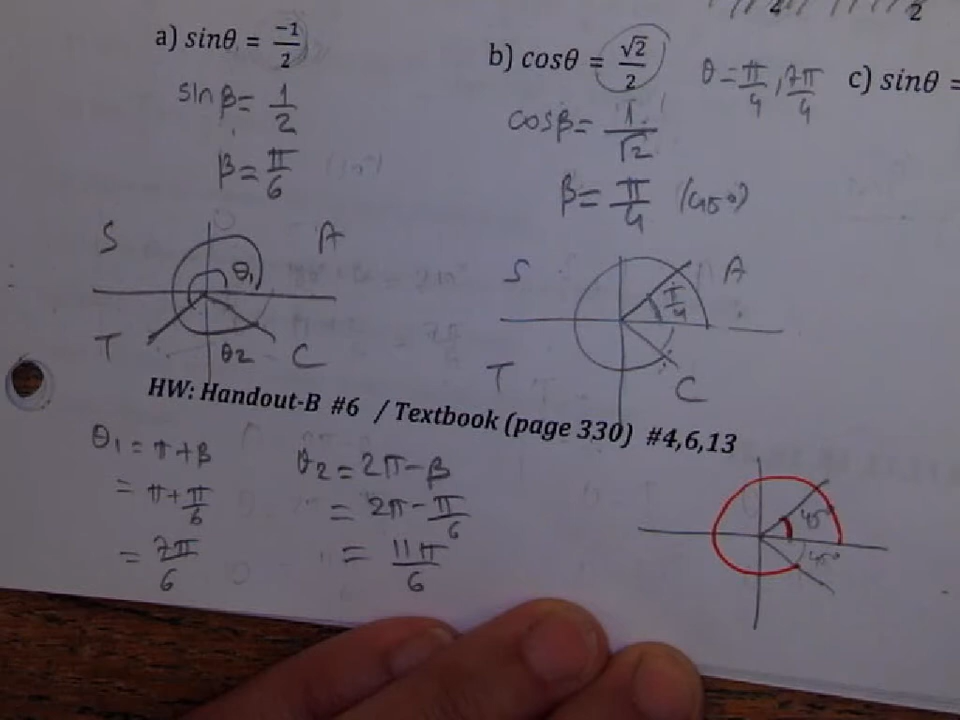 a) sinθ = -1/2
sinβ = 1/2
β = π/6
S A
θ1
T θ2 C
b) cosθ = √2/2 θ = π/4, 7π/4
cosβ = 1/√2
β = π/4 (45°)
S A
π/4
T C
c) sinθ =
HW: Handout-B #6 / Textbook (page 330) #4,6,13
θ1 = π+β
= π+π/6
= 7π/6
θ2 = 2π-β
= 2π-π/6
= 11π/6
45°
45°